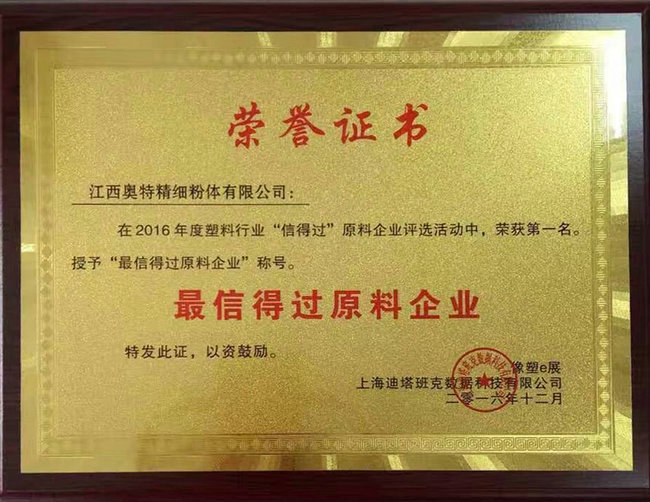 荣誉证书
江西奥特精细粉体有限公司:
在2016年度塑料行业“信得过”原料企业评选活动中，荣获第一名。
授予“最信得过原料企业”称号。
最信得过原料企业
特发此证，以资鼓励。
像塑e展
上海迪塔班克数据科技有限公司
二零一六年十二月